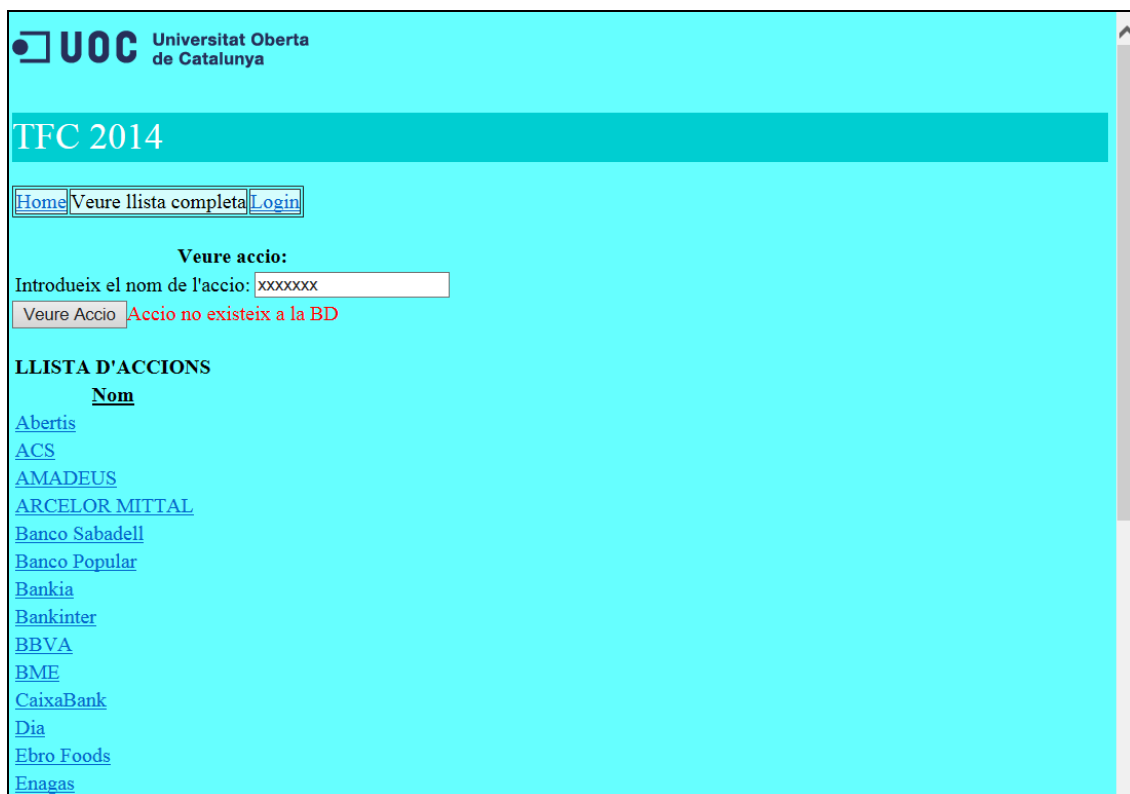 UOC Universitat Oberta
de Catalunya
TFC 2014
Home Veure llista completa Login
Veure accio:
Introdueix el nom de l'accio: xxxxxxx
Veure Accio Accio no existeix a la BD
LLISTA D'ACCIONS
Nom
Abertis
ACS
AMADEUS
ARCELOR MITTAL
Banco Sabadell
Banco Popular
Bankia
Bankinter
BBVA
BME
CaixaBank
Dia
Ebro Foods
Enagas